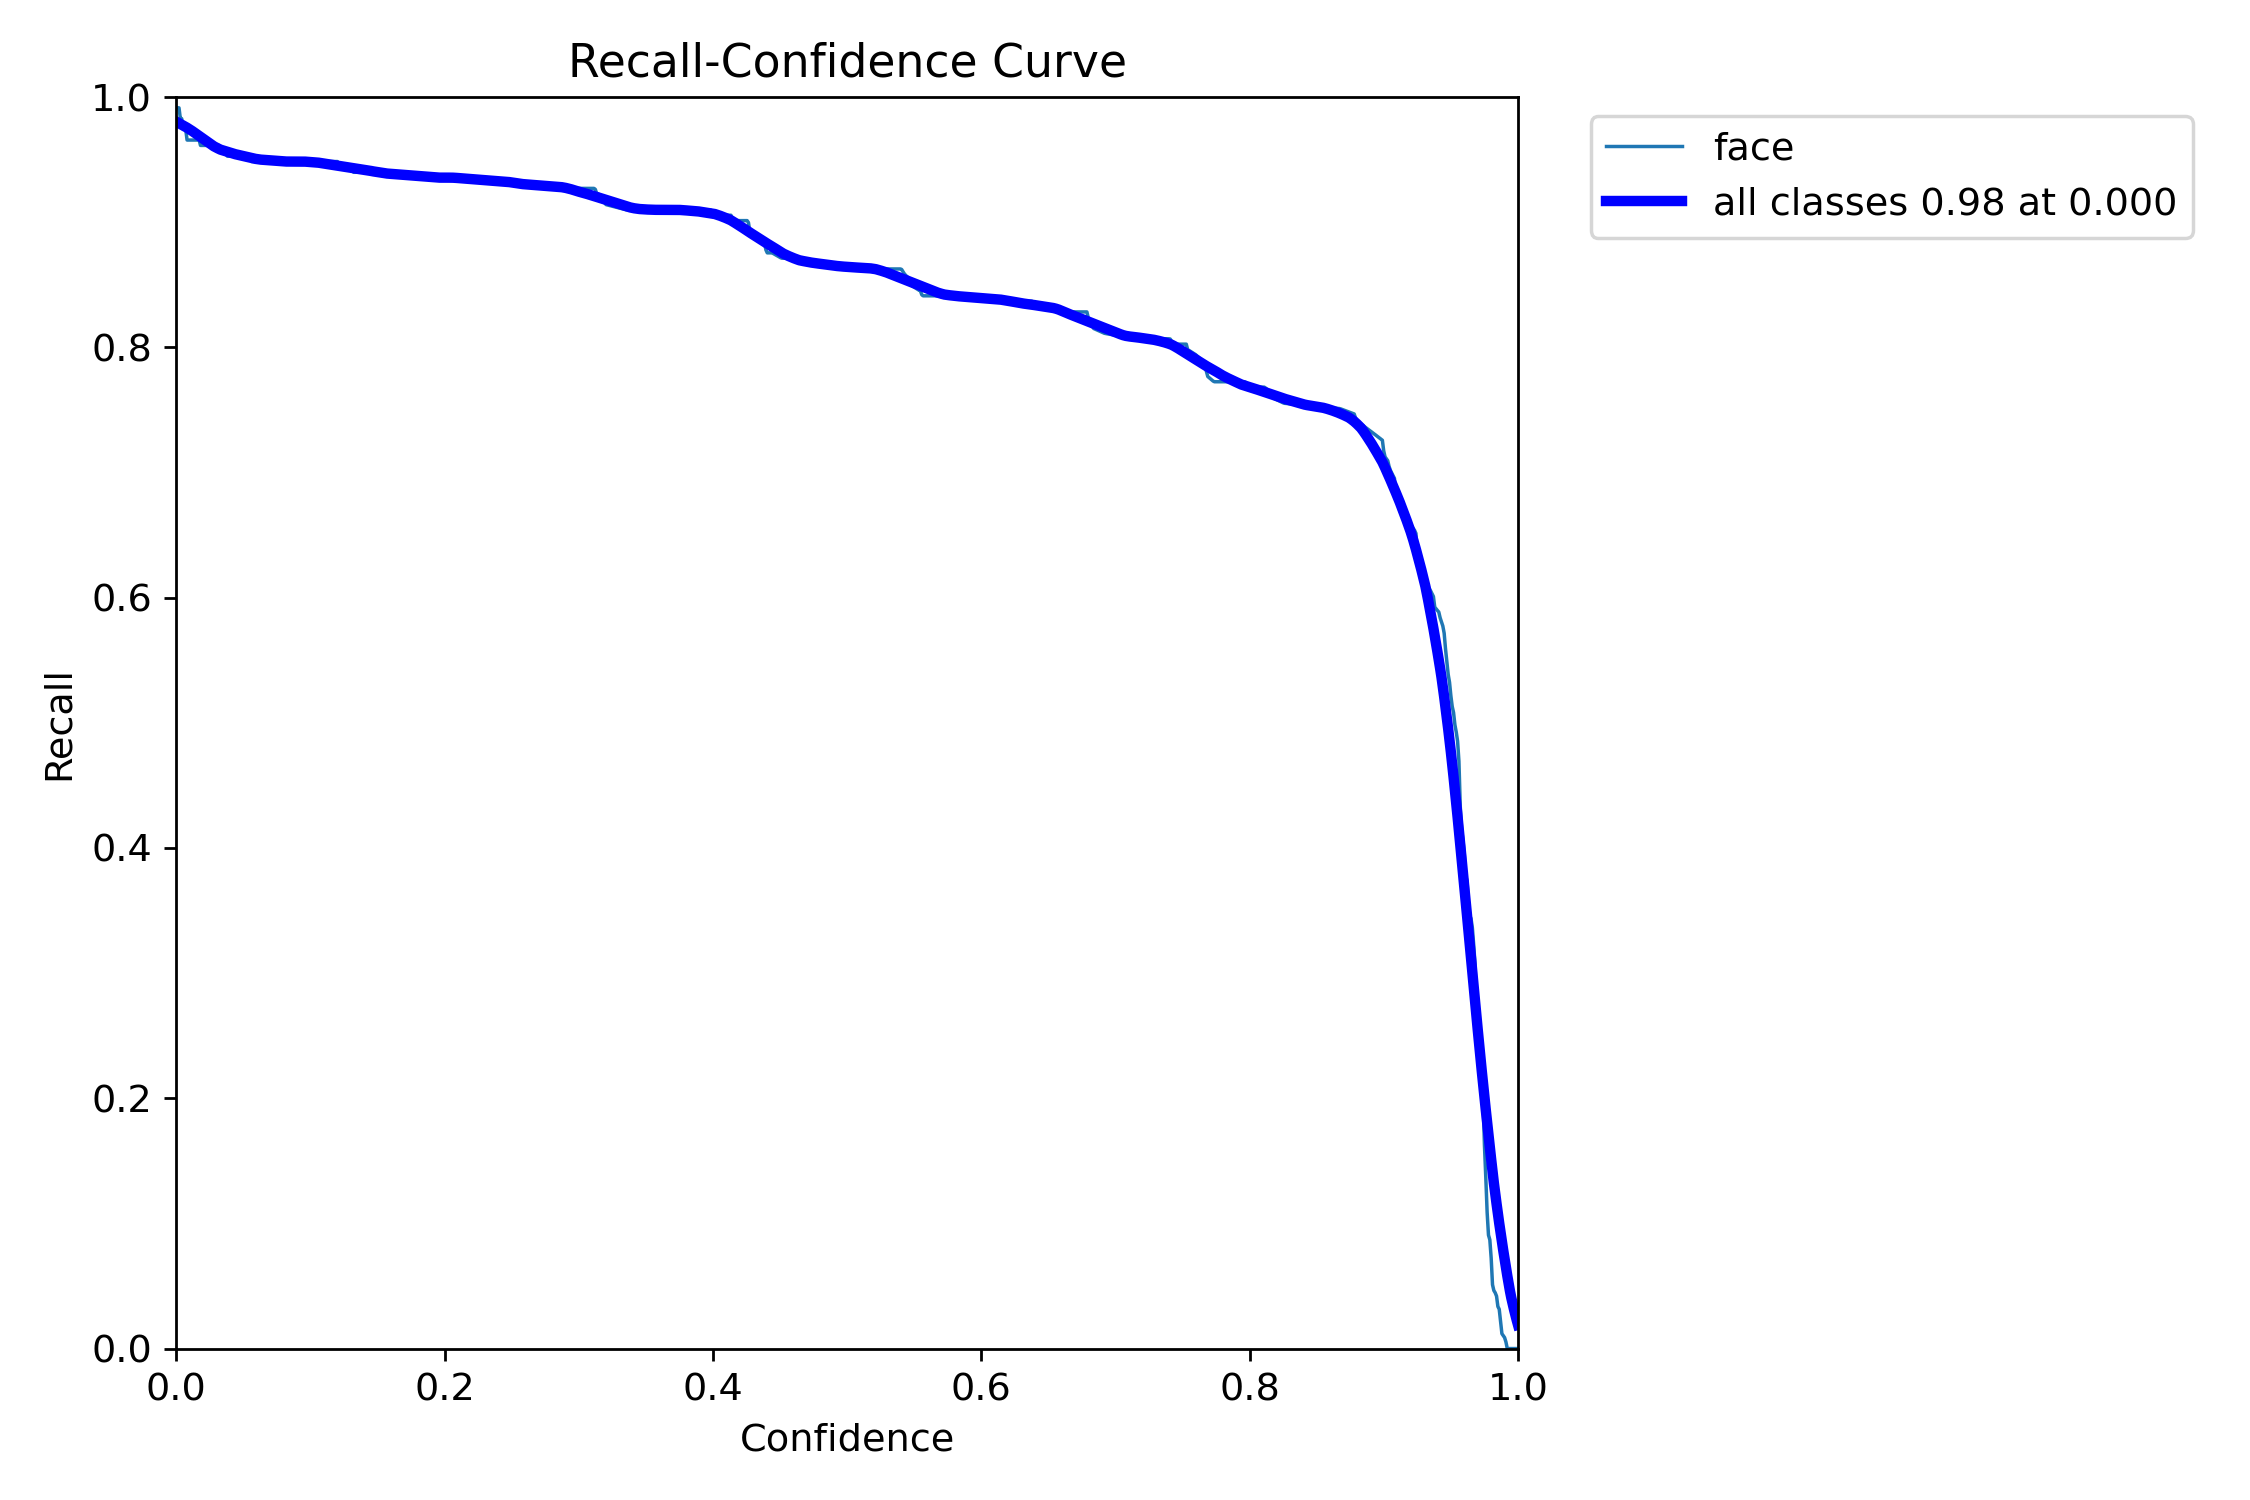 Recall-Confidence Curve
1.0
0.8
0.6
0.4
0.2
0.0
Recall
0.0 0.2 0.4 0.6 0.8 1.0
Confidence
face
all classes 0.98 at 0.000